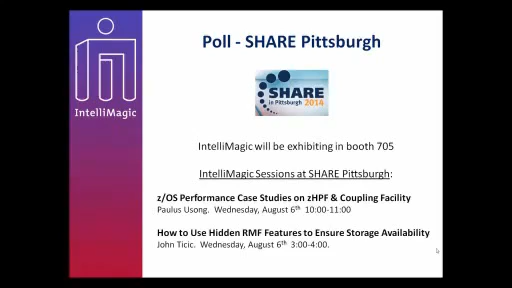 Poll - SHARE Pittsburgh
IntelliMagic
SHARE
in Pittsburgh 2014
IntelliMagic will be exhibiting in booth 705
IntelliMagic Sessions at SHARE Pittsburgh:
z/OS Performance Case Studies on zHPF & Coupling Facility
Paulus Usong. Wednesday, August 6th 10:00-11:00
How to Use Hidden RMF Features to Ensure Storage Availability
John Ticic. Wednesday, August 6th 3:00-4:00.